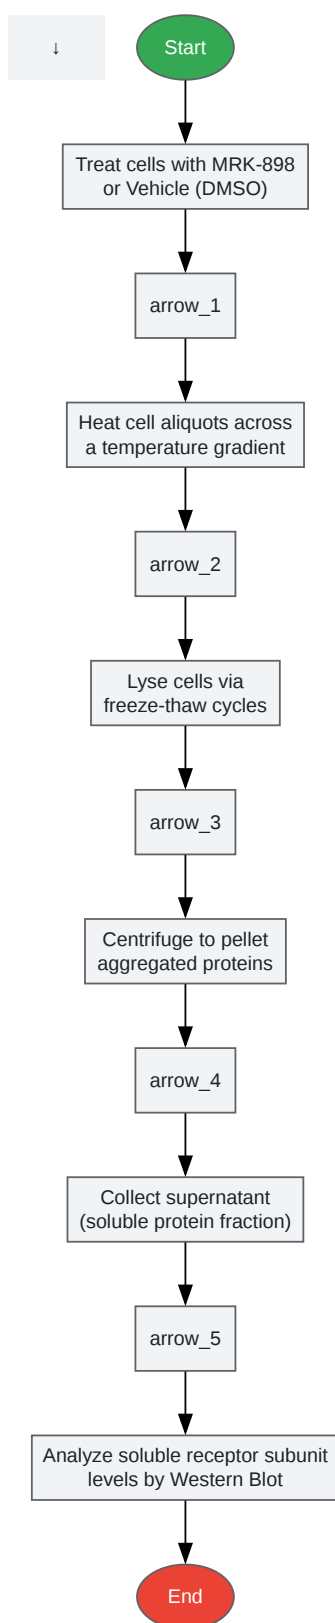 ↓
Start
Treat cells with MRK-898
or Vehicle (DMSO)
arrow_1
Heat cell aliquots across
a temperature gradient
arrow_2
Lyse cells via
freeze-thaw cycles
arrow_3
Centrifuge to pellet
aggregated proteins
arrow_4
Collect supernatant
(soluble protein fraction)
arrow_5
Analyze soluble receptor subunit
levels by Western Blot
End